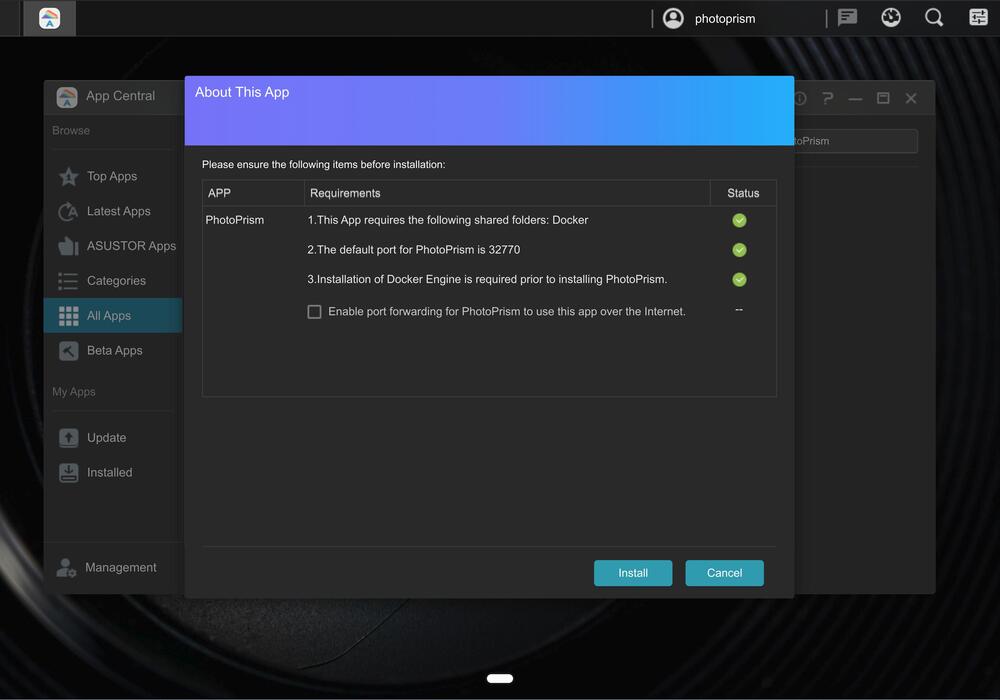 photoprism
App Central
Browse
Top Apps
Latest Apps
ASUSTOR Apps
Categories
All Apps
Beta Apps
My Apps
Update
Installed
Management
toPrism
About This App
Please ensure the following items before installation:
APP Requirements Status
PhotoPrism 1.This App requires the following shared folders: Docker
2.The default port for PhotoPrism is 32770
3.Installation of Docker Engine is required prior to installing PhotoPrism.
Enable port forwarding for PhotoPrism to use this app over the Internet. --
Install Cancel